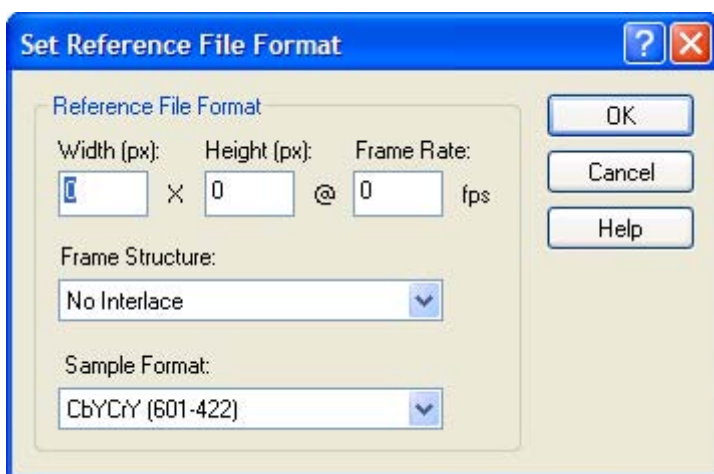 Set Reference File Format
?
Reference File Format
OK
Width (px): Height (px): Frame Rate:
0 X 0 @ 0 fps
Cancel
Help
Frame Structure:
No Interlace
Sample Format:
CbYCrY (601-422)